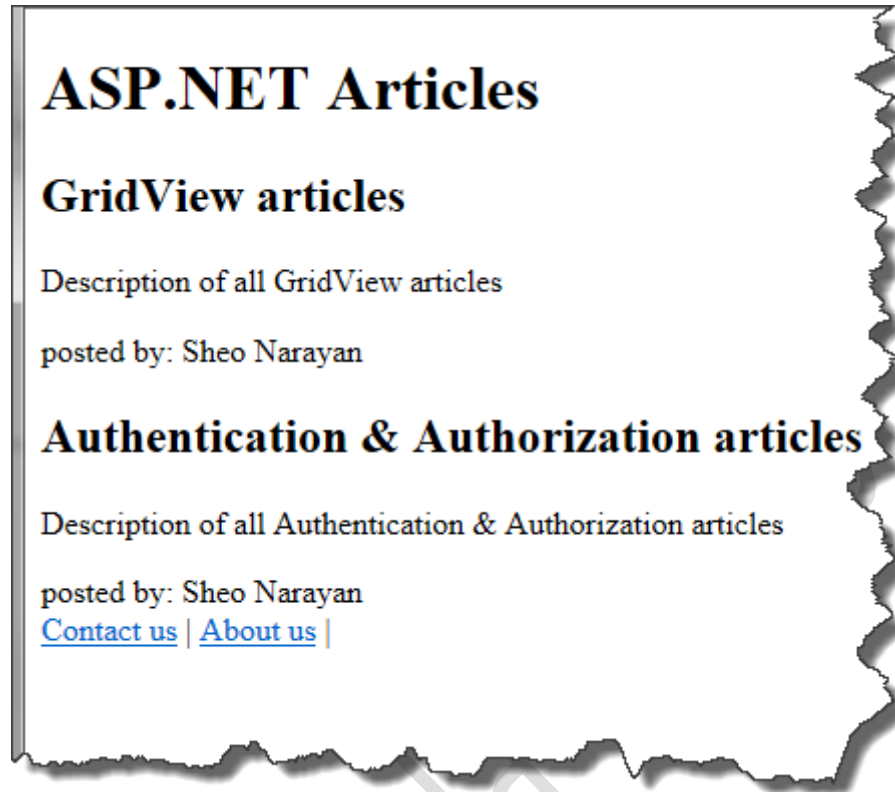 ASP.NET Articles
GridView articles
Description of all GridView articles
posted by: Sheo Narayan
Authentication & Authorization articles
Description of all Authentication & Authorization articles
posted by: Sheo Narayan
Contact us | About us |